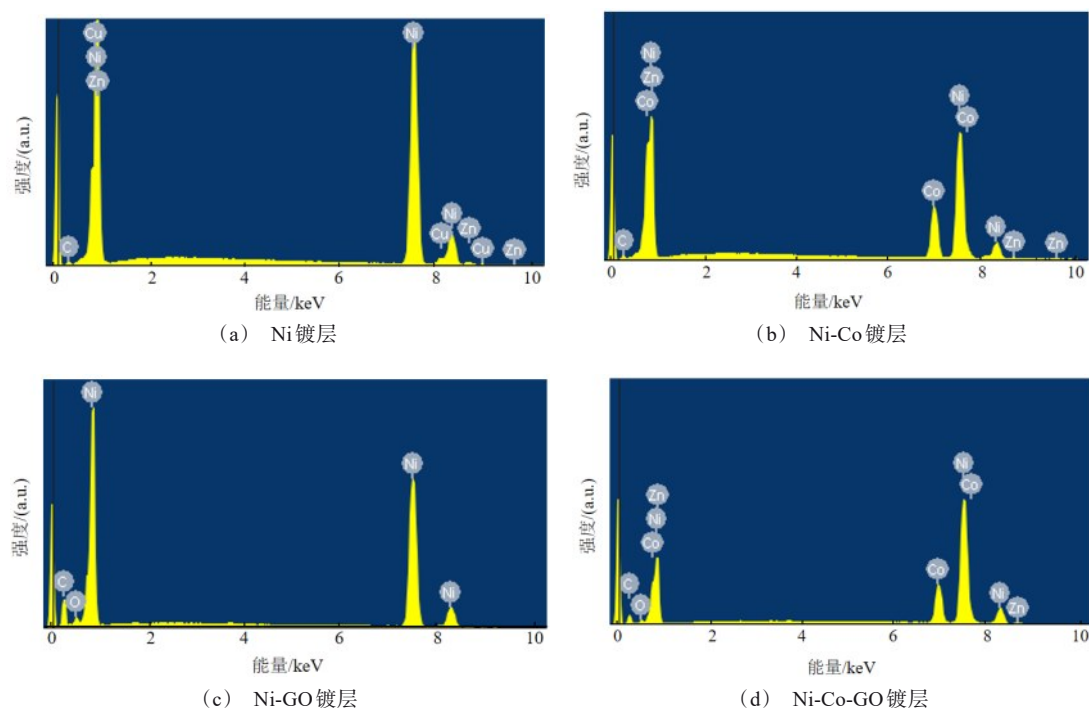 Cu
Ni
Zn
Ni
C
Ni
Zn
Cu
Cu
Zn
强度/(a.u.)
0 2 4 6 8 10
能量/keV
（a） Ni镀层
Ni
Zn
Co
Ni
Co
Co
C
Ni
Zn
Zn
强度/(a.u.)
0 2 4 6 8 10
能量/keV
（b） Ni-Co镀层
Ni
Ni
C
O
Ni
强度/(a.u.)
0 2 4 6 8 10
能量/keV
（c） Ni-GO镀层
Zn
Ni
Co
Ni
Co
Co
C
O
Ni
Zn
强度/(a.u.)
0 2 4 6 8 10
能量/keV
（d） Ni-Co-GO镀层